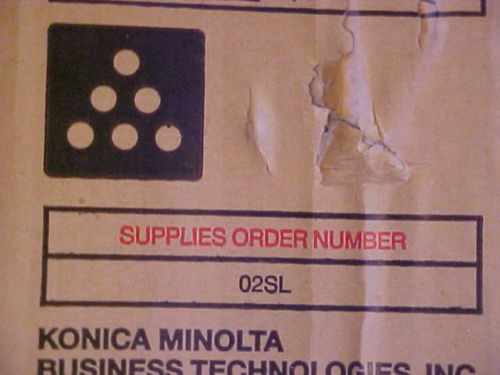 SUPPLIES ORDER NUMBER
02SL
KONICA MINOLTA
BUSINESS TECHNOLOGIES, INC.